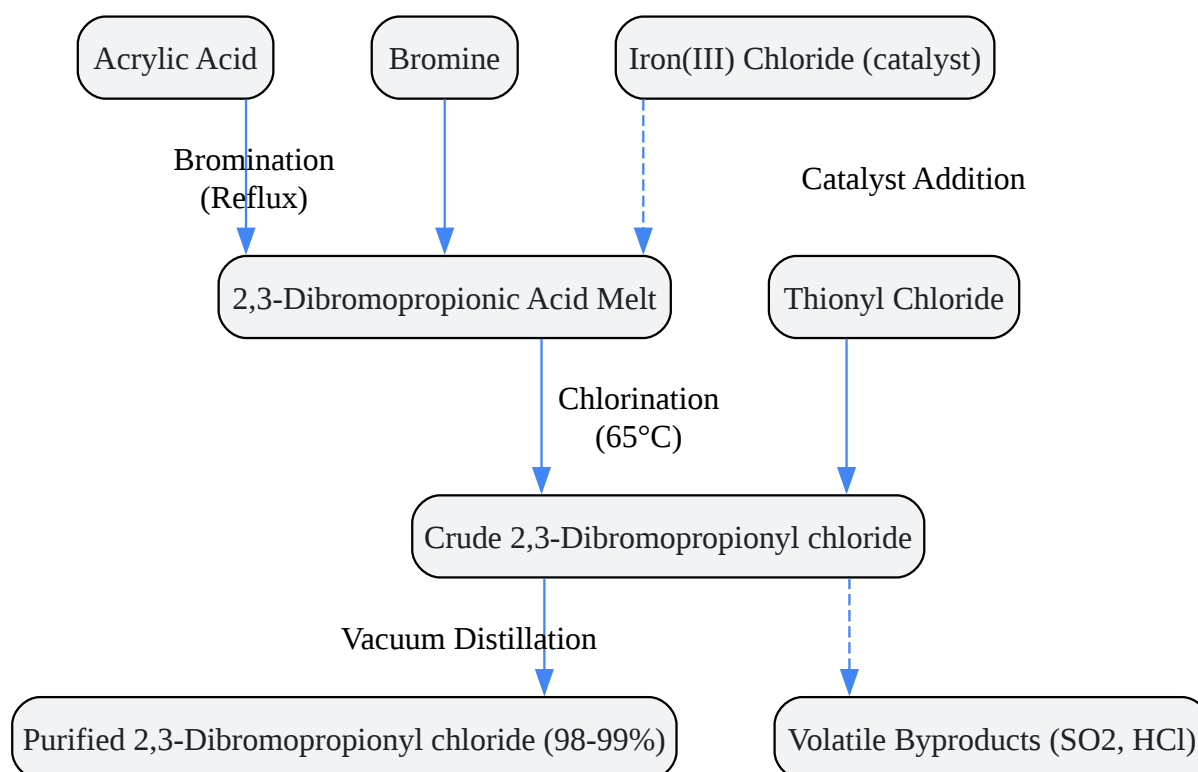 Acrylic Acid
Bromine
Iron(III) Chloride (catalyst)
Bromination
(Reflux)
Catalyst Addition
2,3-Dibromopropionic Acid Melt
Thionyl Chloride
Chlorination
(65°C)
Crude 2,3-Dibromopropionyl chloride
Vacuum Distillation
Purified 2,3-Dibromopropionyl chloride (98-99%)
Volatile Byproducts (SO2, HCl)